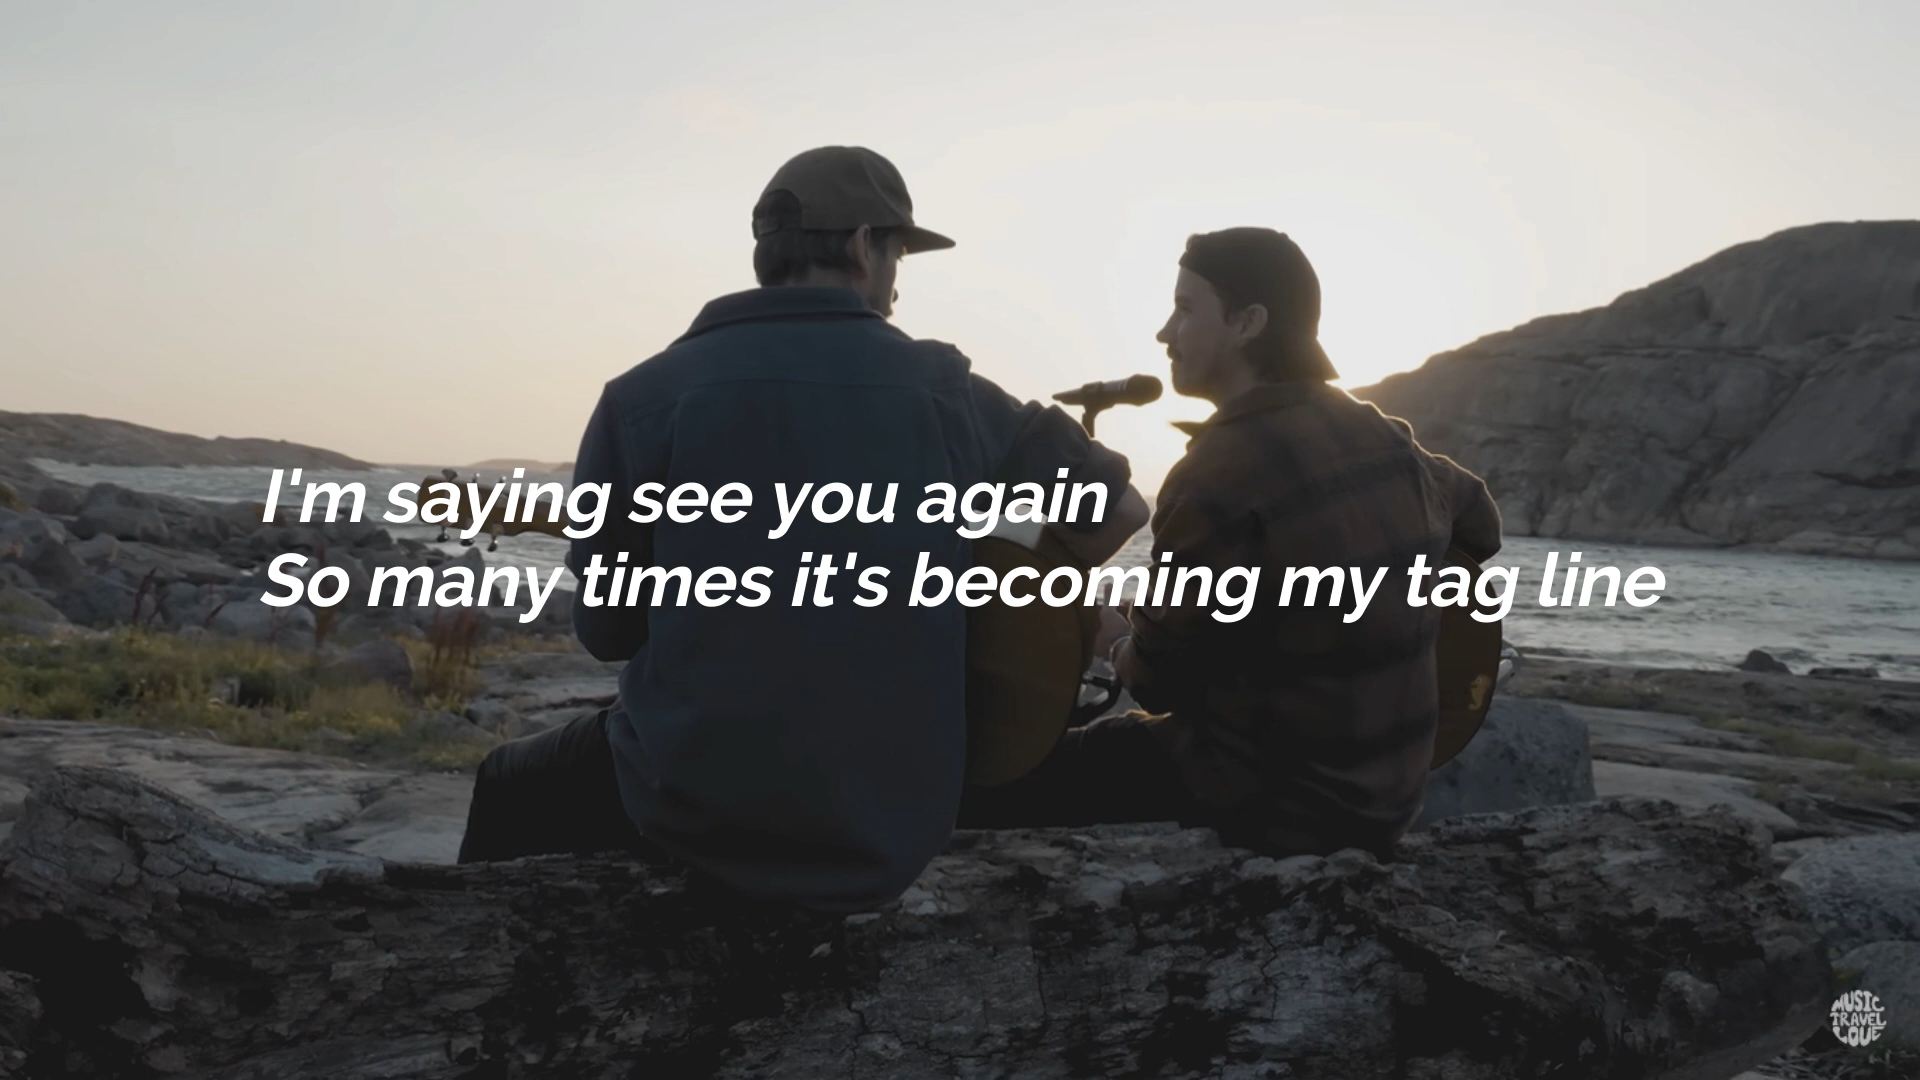 I'm saying see you again
So many times it's becoming my tag line
MUSIC
TRAVEL
LOVE